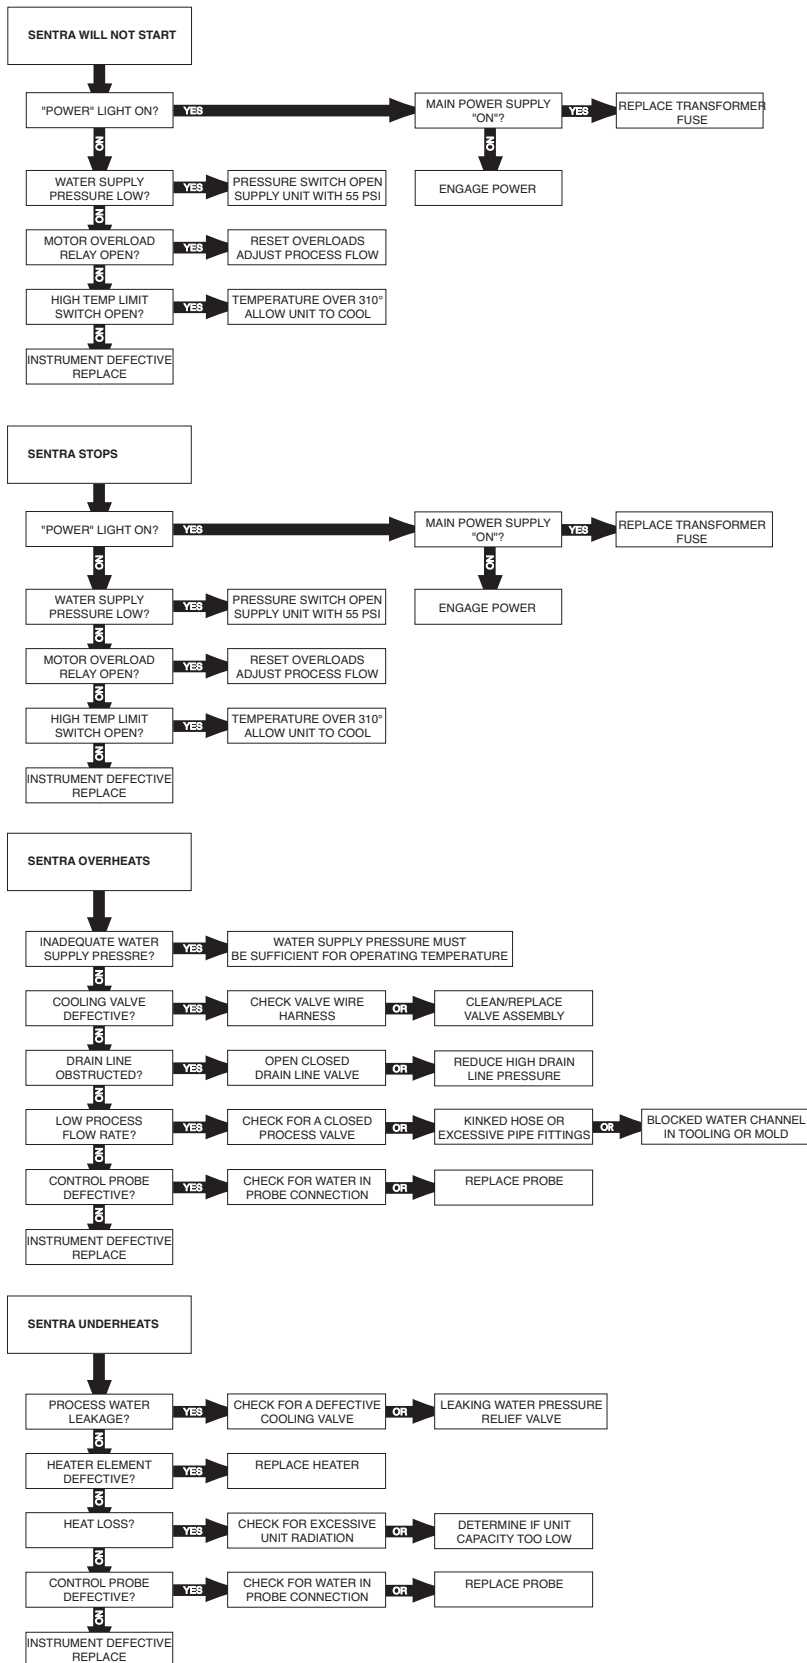 SENTRA WILL NOT START
"POWER" LIGHT ON?
YES
MAIN POWER SUPPLY
"ON"?
YES
REPLACE TRANSFORMER
FUSE
NO
NO
WATER SUPPLY
PRESSURE LOW?
YES
PRESSURE SWITCH OPEN
SUPPLY UNIT WITH 55 PSI
ENGAGE POWER
NO
MOTOR OVERLOAD
RELAY OPEN?
YES
RESET OVERLOADS
ADJUST PROCESS FLOW
NO
HIGH TEMP LIMIT
SWITCH OPEN?
YES
TEMPERATURE OVER 310°
ALLOW UNIT TO COOL
NO
INSTRUMENT DEFECTIVE
REPLACE
SENTRA STOPS
"POWER" LIGHT ON?
YES
MAIN POWER SUPPLY
"ON"?
YES
REPLACE TRANSFORMER
FUSE
NO
NO
WATER SUPPLY
PRESSURE LOW?
YES
PRESSURE SWITCH OPEN
SUPPLY UNIT WITH 55 PSI
ENGAGE POWER
NO
MOTOR OVERLOAD
RELAY OPEN?
YES
RESET OVERLOADS
ADJUST PROCESS FLOW
NO
HIGH TEMP LIMIT
SWITCH OPEN?
YES
TEMPERATURE OVER 310°
ALLOW UNIT TO COOL
NO
INSTRUMENT DEFECTIVE
REPLACE
SENTRA OVERHEATS
INADEQUATE WATER
SUPPLY PRESSRE?
YES
WATER SUPPLY PRESSURE MUST
BE SUFFICIENT FOR OPERATING TEMPERATURE
NO
COOLING VALVE
DEFECTIVE?
YES
CHECK VALVE WIRE
HARNESS
OR
CLEAN/REPLACE
VALVE ASSEMBLY
NO
DRAIN LINE
OBSTRUCTED?
YES
OPEN CLOSED
DRAIN LINE VALVE
OR
REDUCE HIGH DRAIN
LINE PRESSURE
NO
LOW PROCESS
FLOW RATE?
YES
CHECK FOR A CLOSED
PROCESS VALVE
OR
KINKED HOSE OR
EXCESSIVE PIPE FITTINGS
OR
BLOCKED WATER CHANNEL
IN TOOLING OR MOLD
NO
CONTROL PROBE
DEFECTIVE?
YES
CHECK FOR WATER IN
PROBE CONNECTION
OR
REPLACE PROBE
NO
INSTRUMENT DEFECTIVE
REPLACE
SENTRA UNDERHEATS
PROCESS WATER
LEAKAGE?
YES
CHECK FOR A DEFECTIVE
COOLING VALVE
OR
LEAKING WATER PRESSURE
RELIEF VALVE
NO
HEATER ELEMENT
DEFECTIVE?
YES
REPLACE HEATER
NO
HEAT LOSS?
YES
CHECK FOR EXCESSIVE
UNIT RADIATION
OR
DETERMINE IF UNIT
CAPACITY TOO LOW
NO
CONTROL PROBE
DEFECTIVE?
YES
CHECK FOR WATER IN
PROBE CONNECTION
OR
REPLACE PROBE
NO
INSTRUMENT DEFECTIVE
REPLACE